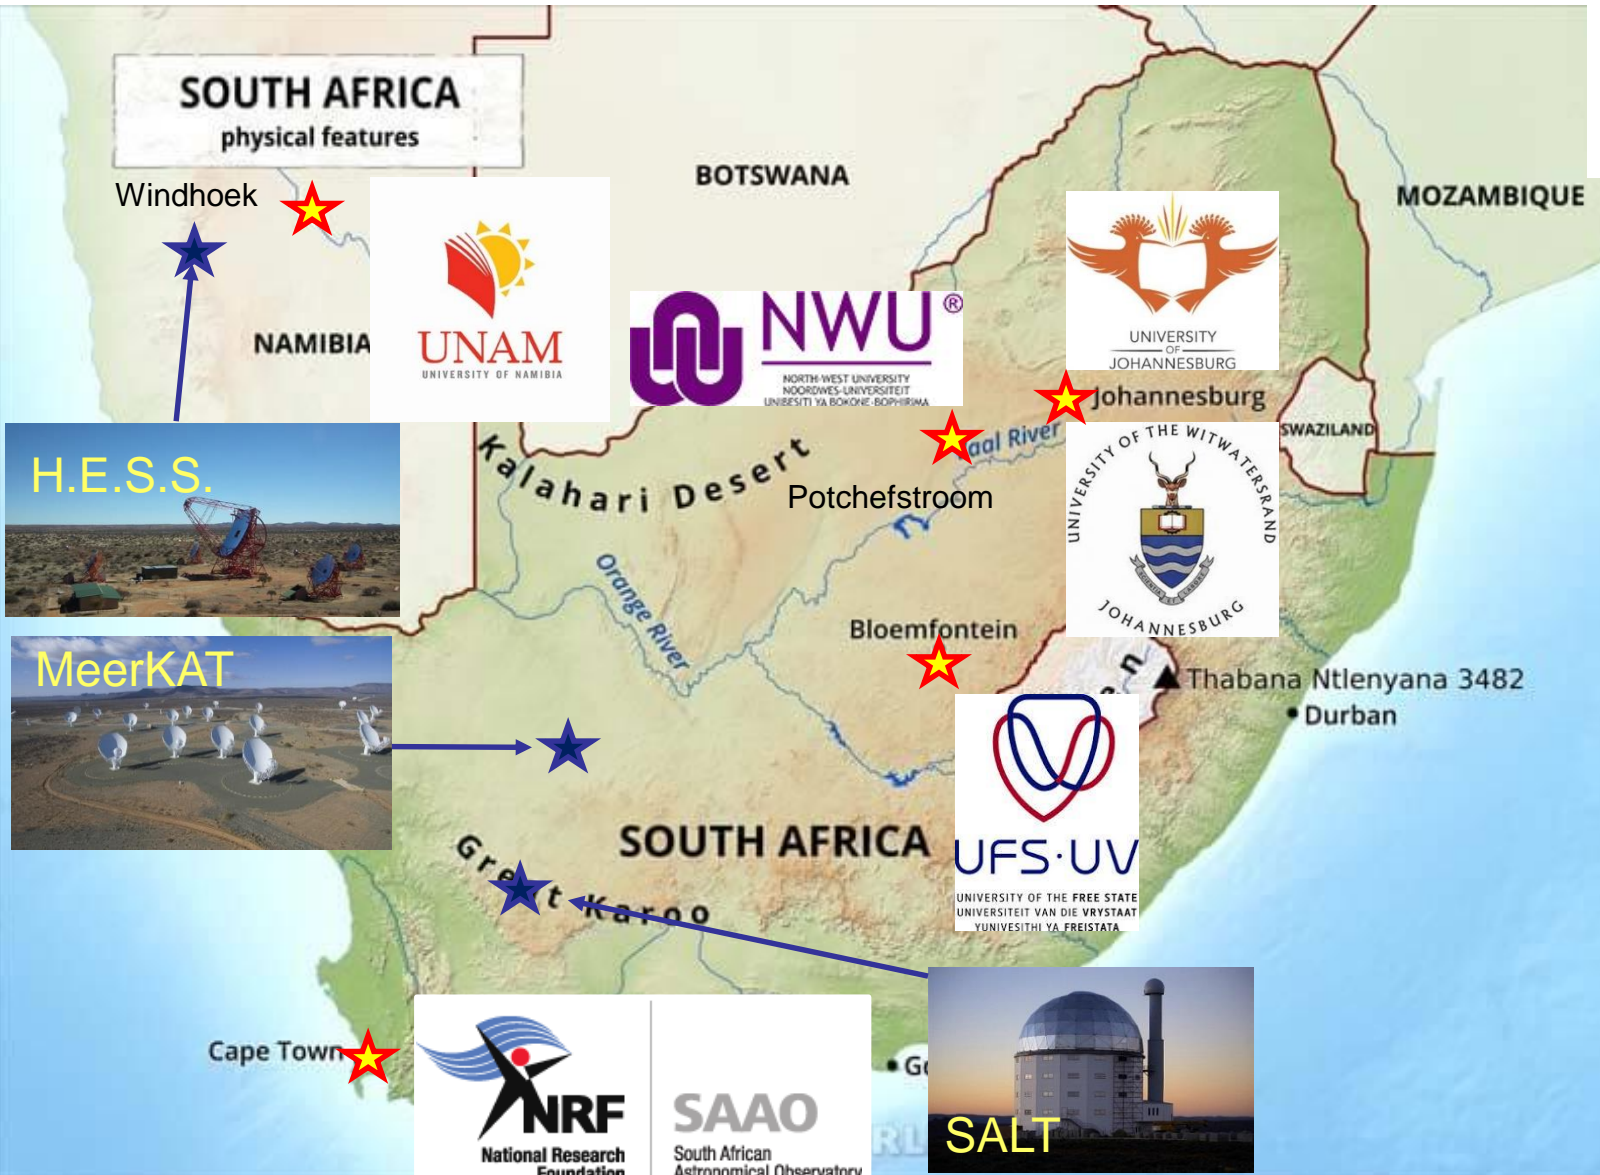 SOUTH AFRICA
physical features
Windhoek
BOTSWANA
MOZAMBIQUE
NAMIBIA
UNAM
UNIVERSITY OF NAMIBIA
NWU®
NORTH-WEST UNIVERSITY
NOORDWES-UNIVERSITEIT
UNIBESITI YA BOKONE-BOPHIRIMA
UNIVERSITY
OF
JOHANNESBURG
Johannesburg
SWAZILAND
Kalahari Desert
aal River
Potchefstroom
UNIVERSITY OF THE WITWATERSRAND
JOHANNESBURG
H.E.S.S.
Orange River
Bloemfontein
MeerKAT
en
Thabana Ntlenyana 3482
Durban
SOUTH AFRICA
Great Karoo
UFS·UV
UNIVERSITY OF THE FREE STATE
UNIVERSITEIT VAN DIE VRYSTAAT
YUNIVESITHI YA FREISTATA
Cape Town
NRF
National Research
Foundation
SAAO
South African
Astronomical Observatory
SALT